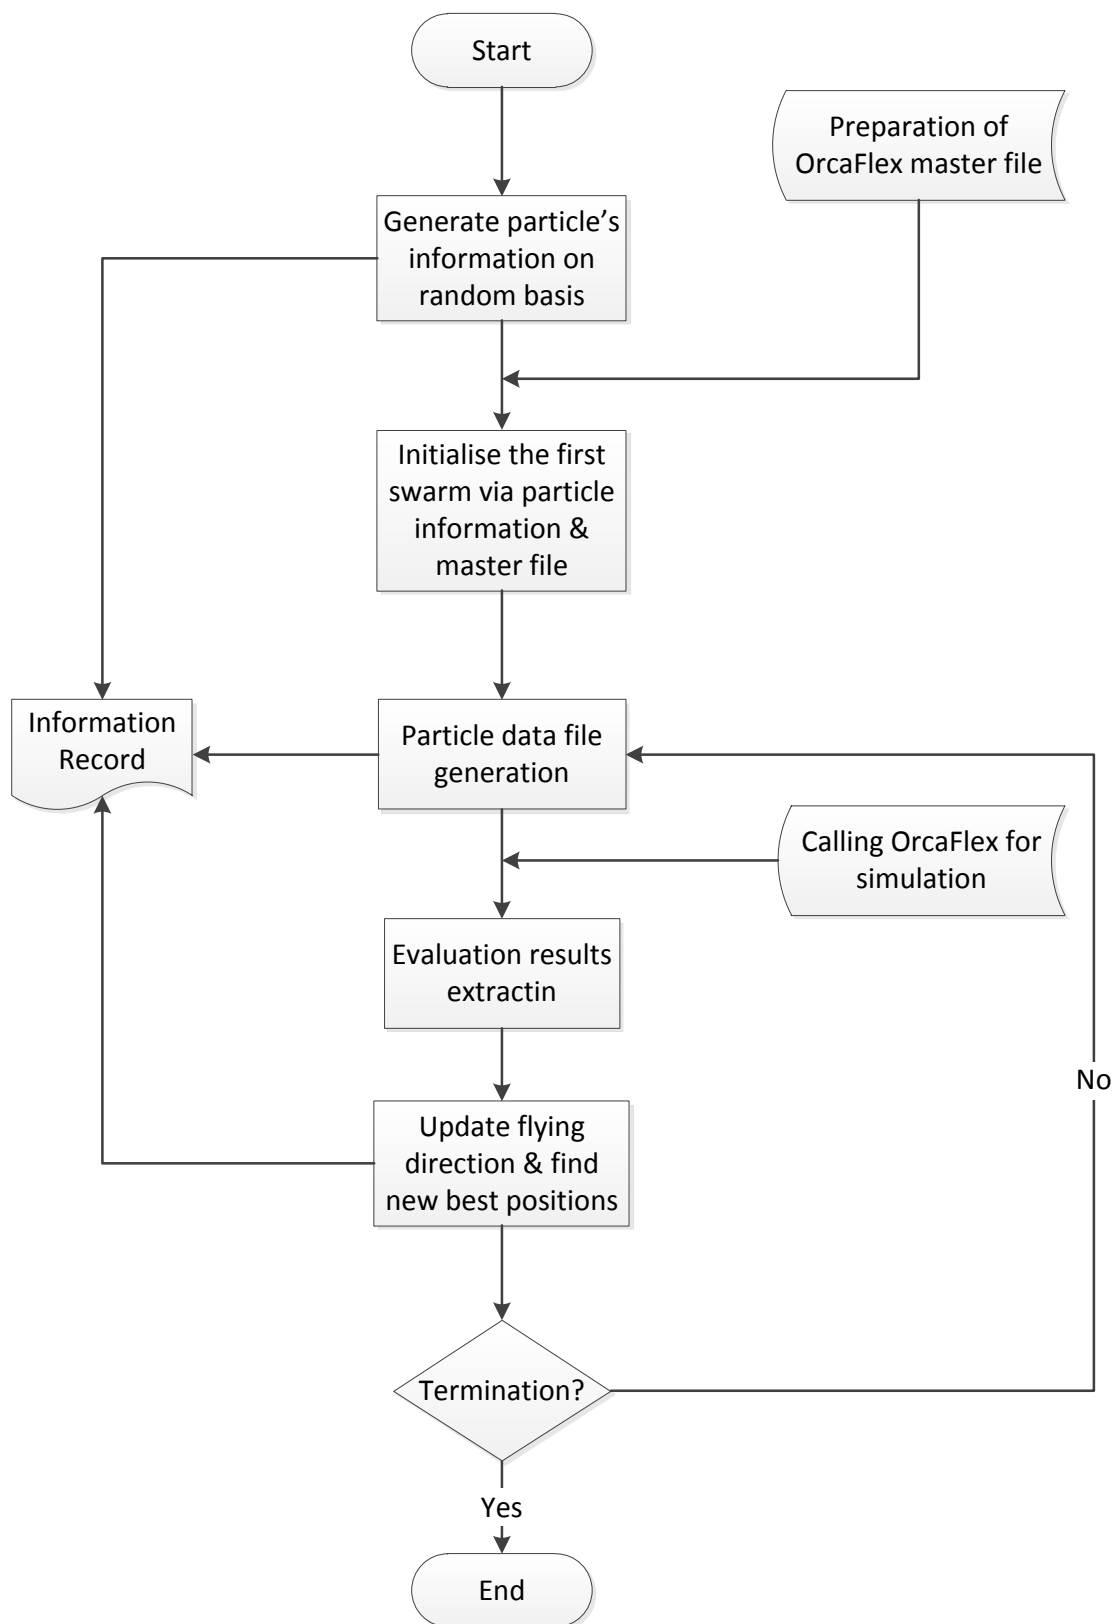 Start
Preparation of
OrcaFlex master file
Generate particle’s
information on
random basis
Initialise the first
swarm via particle
information &
master file
Information
Record
Particle data file
generation
Calling OrcaFlex for
simulation
Evaluation results
extractin
No
Update flying
direction & find
new best positions
Termination?
Yes
End